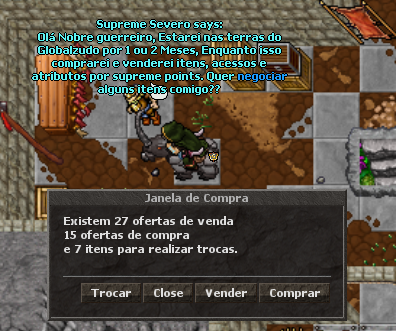 Supreme Severo says:
Olá Nobre guerreiro, Estarei nas terras do
Globalzudo por 1 ou 2 Meses, Enquanto isso
comprarei e venderei itens, acessos e
atributos por supreme points. Quer negociar
alguns itens comigo??
Janela de Compra
Existem 27 ofertas de venda
15 ofertas de compra
e 7 itens para realizar trocas.
Trocar Close Vender Comprar